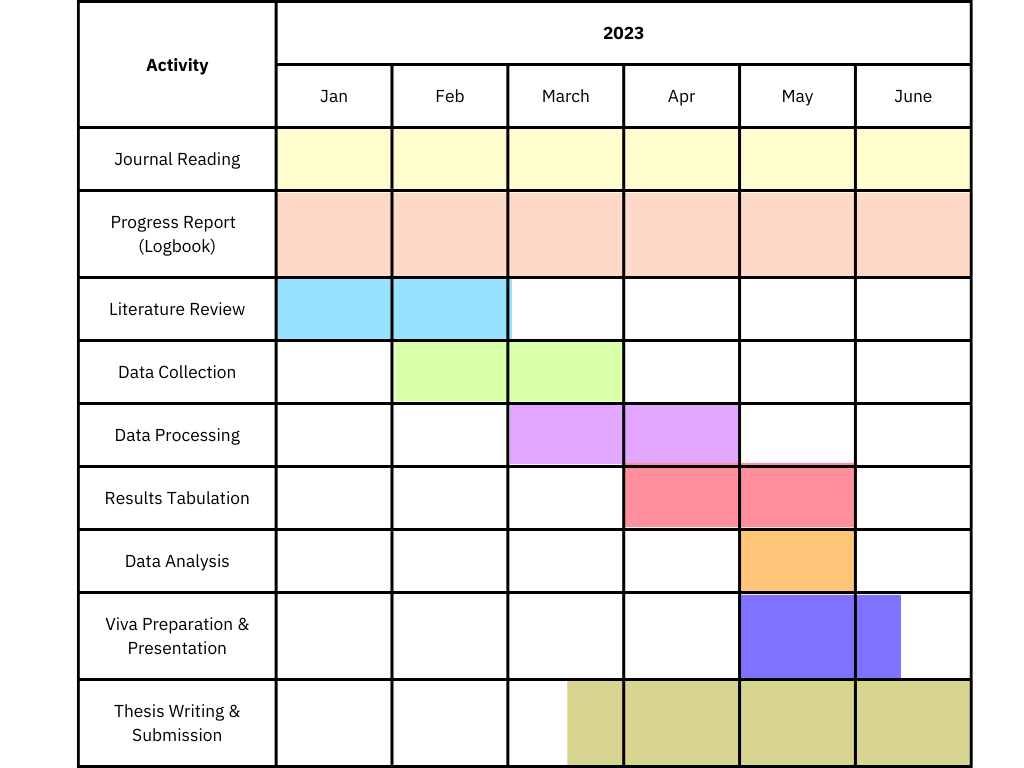 2023
Activity
Jan
Feb
March
Apr
May
June
Journal Reading
Progress Report
(Logbook)
Literature Review
Data Collection
Data Processing
Results Tabulation
Data Analysis
Viva Preparation &
Presentation
Thesis Writing &
Submission